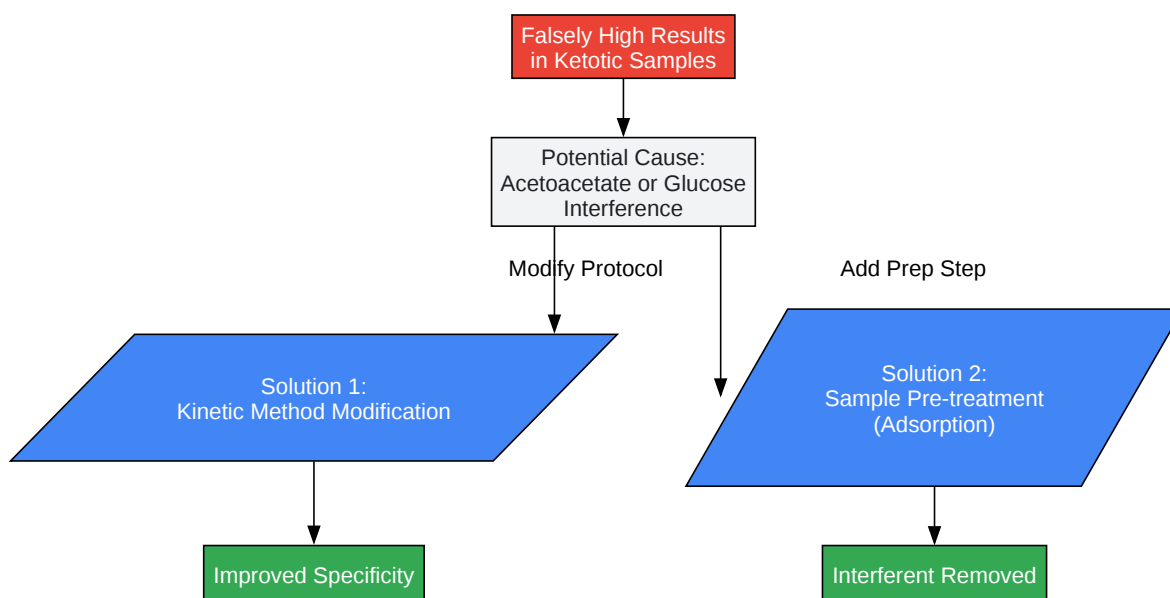 Falsely High Results
in Ketotic Samples
Potential Cause:
Acetoacetate or Glucose
Interference
Modify Protocol
Add Prep Step
Solution 1:
Kinetic Method Modification
Solution 2:
Sample Pre-treatment
(Adsorption)
Improved Specificity
Interferent Removed